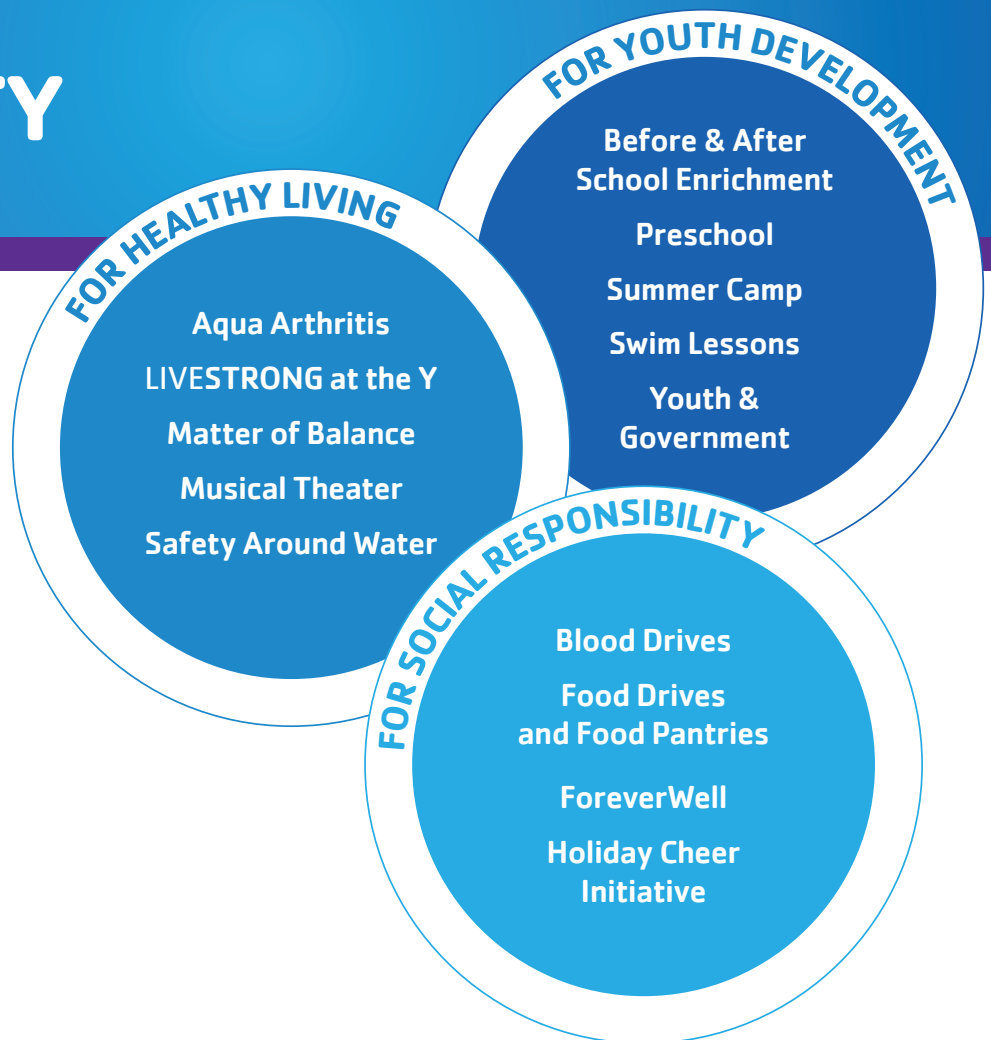 TY
FOR YOUTH DEVELOPMENT
Before & After
School Enrichment
Preschool
Summer Camp
Swim Lessons
Youth &
Government
FOR HEALTHY LIVING
Aqua Arthritis
LIVESTRONG at the Y
Matter of Balance
Musical Theater
Safety Around Water
FOR SOCIAL RESPONSIBILITY
Blood Drives
Food Drives
and Food Pantries
ForeverWell
Holiday Cheer
Initiative